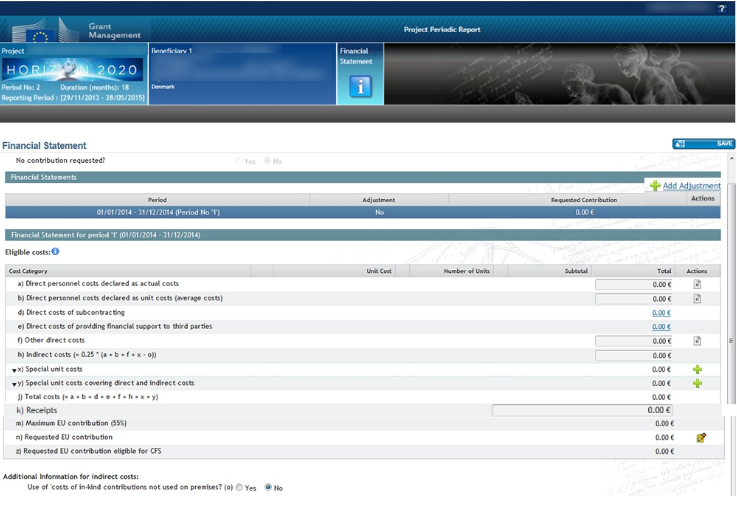 ?
Grant
Management
Project Periodic Report
Project
HORIZON 2020
Period No: 2 Duration (months): 18
Reporting Period : [29/11/2013 - 28/05/2015]
Beneficiary 1
Denmark
Financial
Statement
i
Financial Statement
SAVE
No contribution requested? Yes No
Financial Statements
Add Adjustment
Period Adjustment Requested Contribution Actions
01/01/2014 - 31/12/2014 (Period No '1') No 0.00 €
Financial Statement for period '1' (01/01/2014 - 31/12/2014)
Eligible costs:
Cost Category Unit Cost Number of Units Subtotal Total Actions
a) Direct personnel costs declared as actual costs 0.00 €
b) Direct personnel costs declared as unit costs (average costs) 0.00 €
d) Direct costs of subcontracting 0.00 €
e) Direct costs of providing financial support to third parties 0.00 €
f) Other direct costs 0.00 €
h) Indirect costs (= 0.25 * (a + b + f + x - o)) 0.00 €
x) Special unit costs 0.00 €
y) Special unit costs covering direct and indirect costs 0.00 €
j) Total costs (= a + b + d + e + f + h + x + y) 0.00 €
k) Receipts 0.00 €
m) Maximum EU contribution (55%) 0.00 €
n) Requested EU contribution 0.00 €
z) Requested EU contribution eligible for CFS 0.00 €
Additional Information for indirect costs:
Use of 'costs of in-kind contributions not used on premises? (o) Yes No